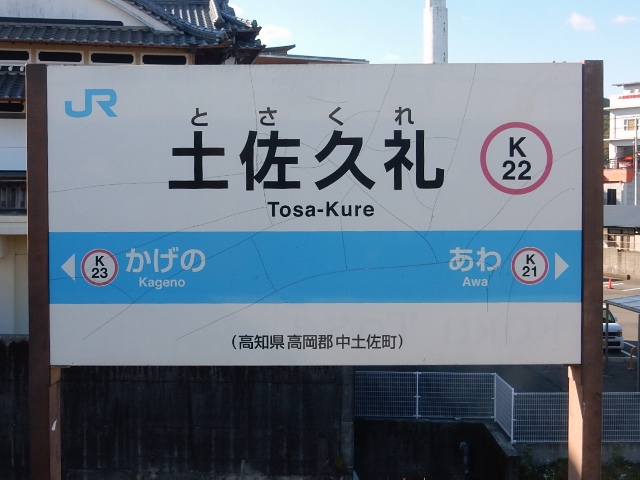 JR
とさくれ
土佐久礼
K
22
Tosa-Kure
K
23
かげの
Kageno
あわ
Awa
K
21
(高知県高岡郡中土佐町)